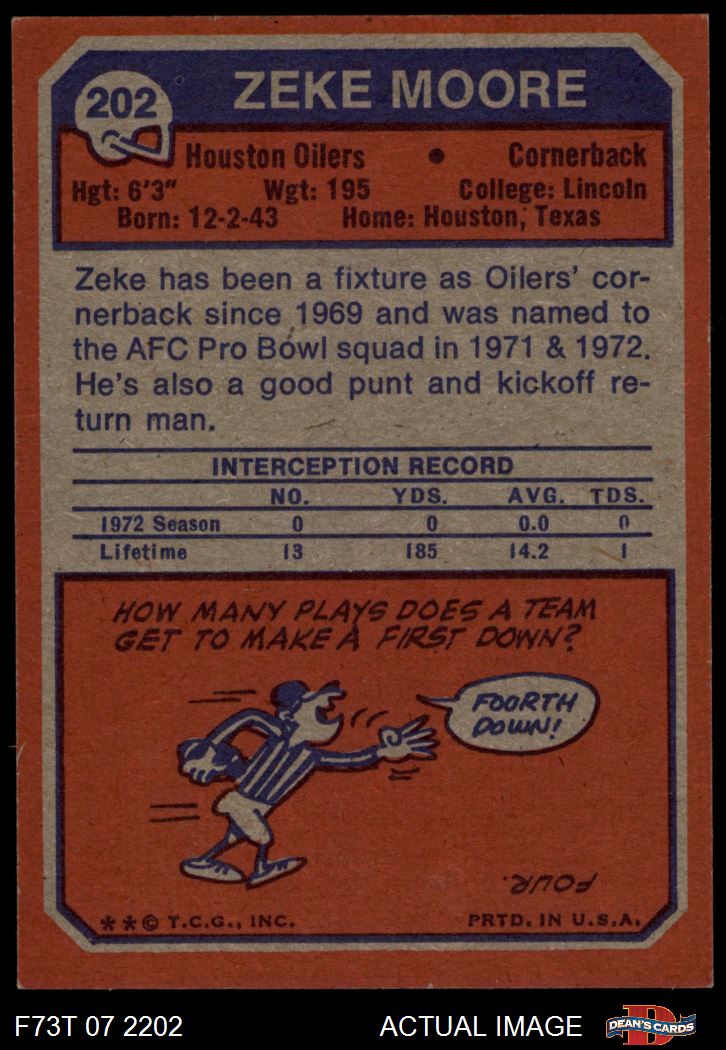 202
ZEKE MOORE
Houston Oilers • Cornerback
Hgt: 6'3" Wgt: 195 College: Lincoln
Born: 12-2-43 Home: Houston, Texas
Zeke has been a fixture as Oilers' cor-
nerback since 1969 and was named to
the AFC Pro Bowl squad in 1971 & 1972.
He's also a good punt and kickoff re-
turn man.
INTERCEPTION RECORD
NO. YDS. AVG. TDS.
1972 Season 0 0 0.0 0
Lifetime 13 185 14.2 1
HOW MANY PLAYS DOES A TEAM
GET TO MAKE A FIRST DOWN?
FOORTH
DOWN!
FOUR.
**© T.C.G., INC. PRTD. IN U.S.A.
F73T 07 2202 ACTUAL IMAGE
D
DEAN'S CARDS